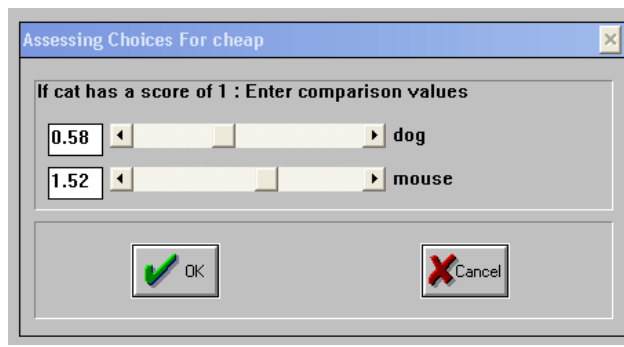 Assessing Choices For cheap
If cat has a score of 1 : Enter comparison values
0.58 dog
1.52 mouse
OK Cancel